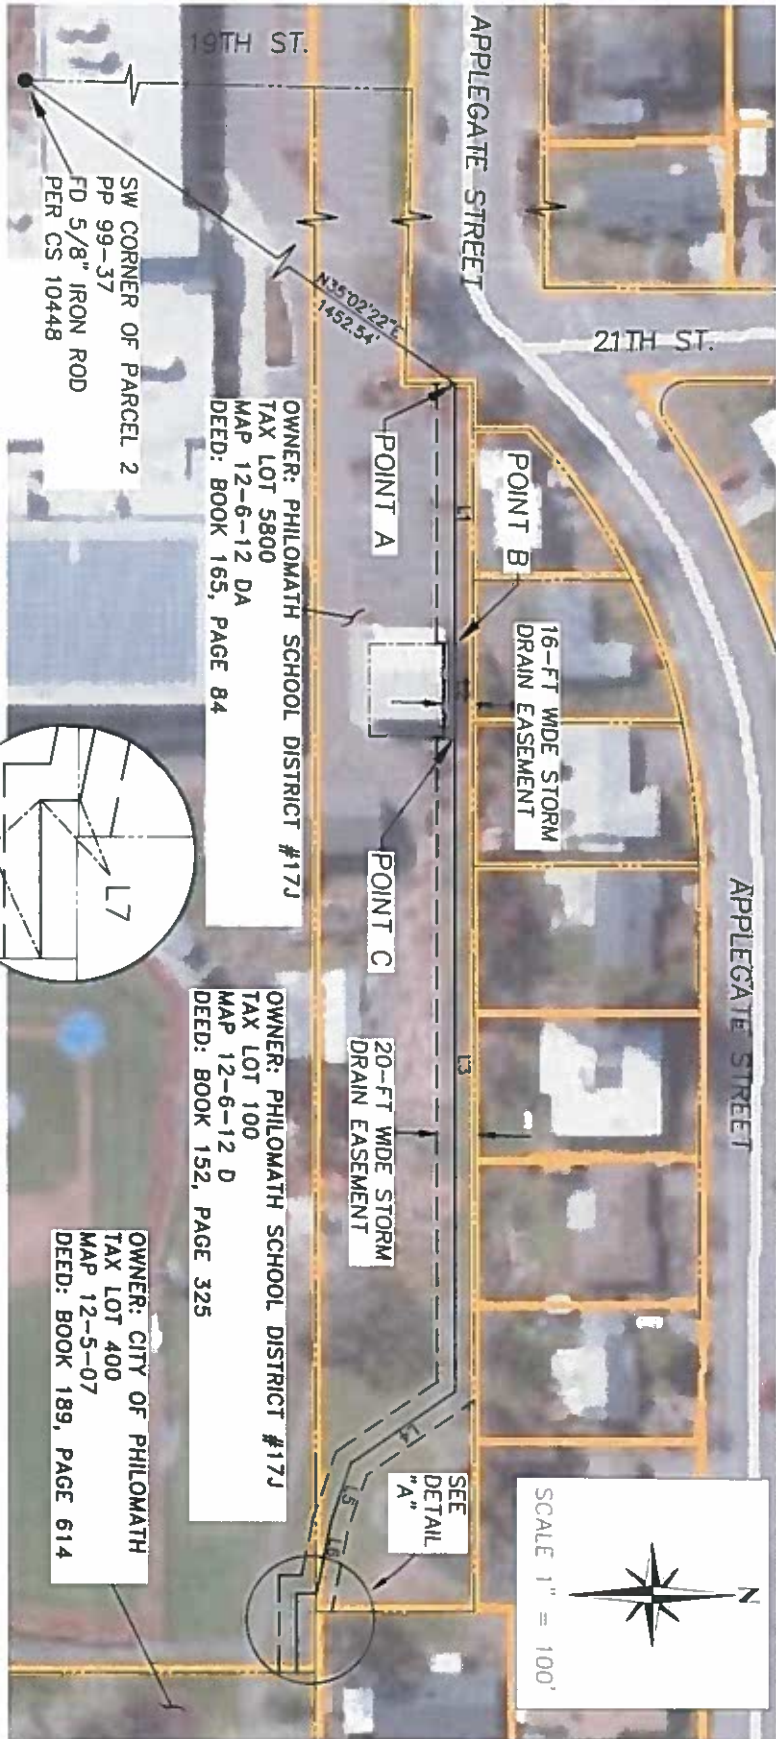 19TH ST.
APPLEGATE STREET
21TH ST.
N
SCALE 1" = 100'
APPLEGATE STREET
N35°02'22"E
1452.54'
POINT A
L1
POINT B
16-FT WIDE STORM
DRAIN EASEMENT
POINT C
L3
20-FT WIDE STORM
DRAIN EASEMENT
L4
L5
L6
SEE
DETAIL
"A"
SW CORNER OF PARCEL 2
PP 99-37
FD 5/8" IRON ROD
PER CS 10448
OWNER: PHILOMATH SCHOOL DISTRICT #17J
TAX LOT 5800
MAP 12-6-12 DA
DEED: BOOK 165, PAGE 84
L7
OWNER: PHILOMATH SCHOOL DISTRICT #17J
TAX LOT 100
MAP 12-6-12 D
DEED: BOOK 152, PAGE 325
OWNER: CITY OF PHILOMATH
TAX LOT 400
MAP 12-5-07
DEED: BOOK 189, PAGE 614